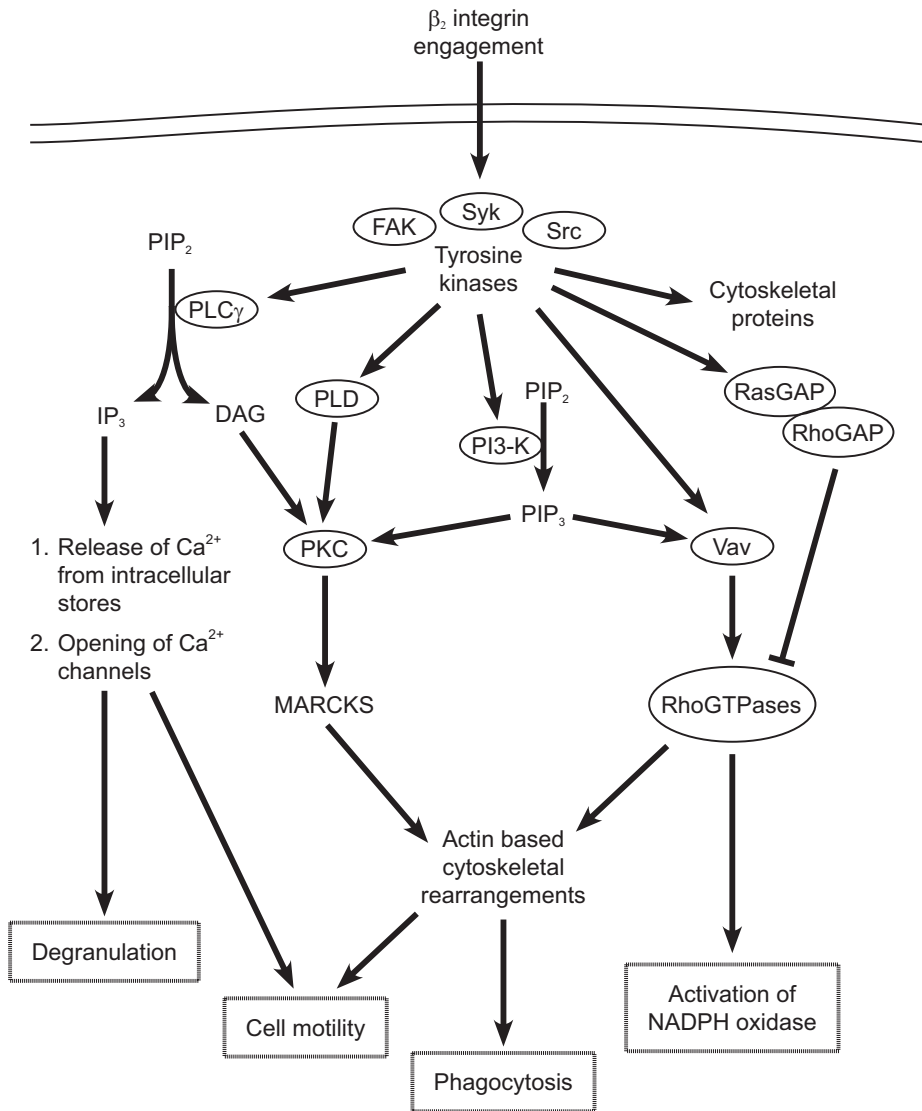 β₂ integrin
engagement
Syk
FAK
Src
PIP₂
Tyrosine
kinases
PLCγ
Cytoskeletal
proteins
RasGAP
PLD
PIP₂
IP₃
DAG
RhoGAP
PI3-K
PIP₃
PKC
Vav
1. Release of Ca²⁺
from intracellular
stores
2. Opening of Ca²⁺
channels
MARCKS
RhoGTPases
Actin based
cytoskeletal
rearrangements
Degranulation
Cell motility
Activation of
NADPH oxidase
Phagocytosis